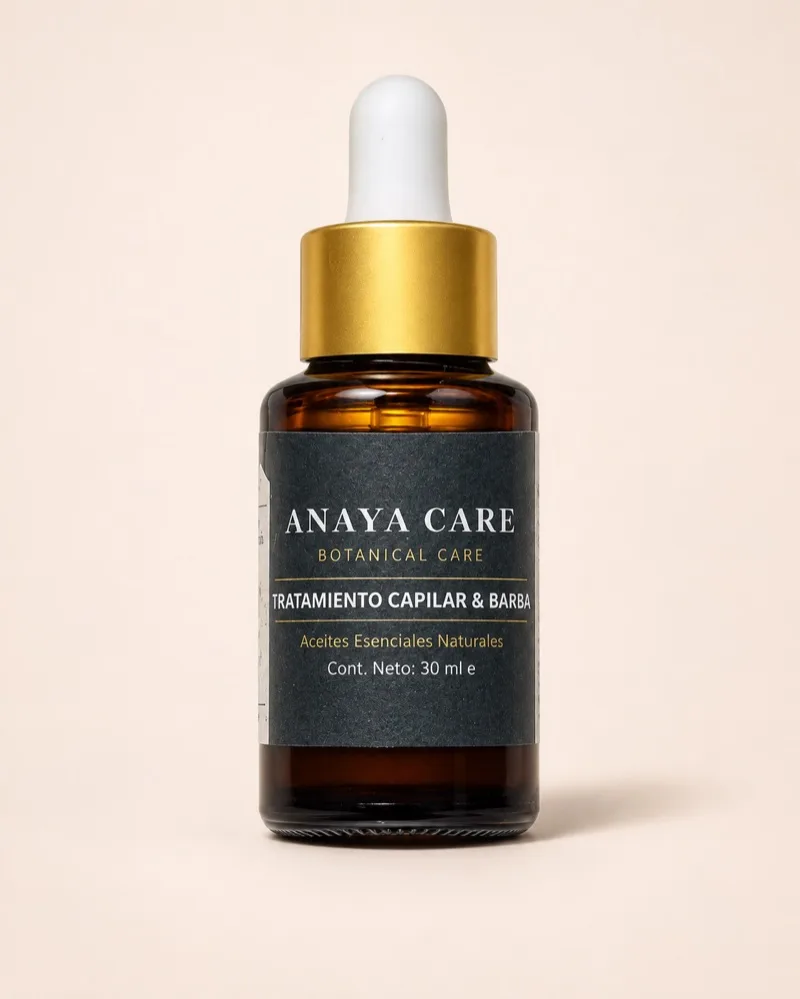 ANAYA CARE
BOTANICAL CARE
TRATAMIENTO CAPILAR & BARBA
Aceites Esenciales Naturales
Cont. Neto: 30 ml e